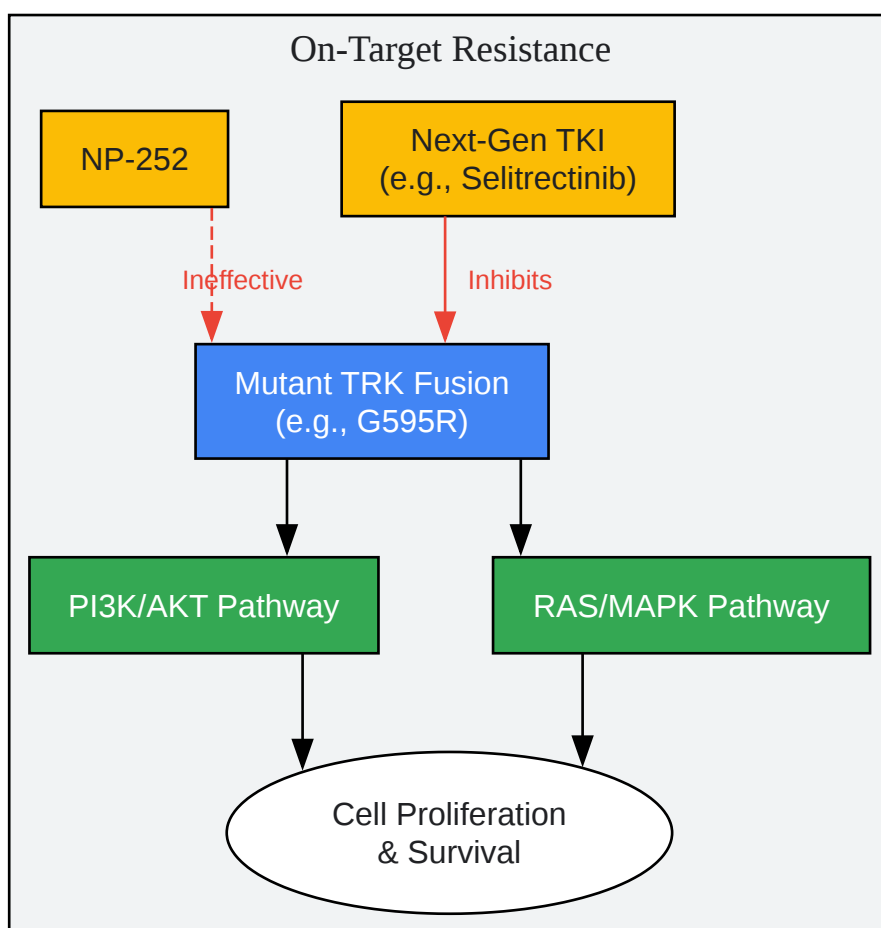 On-Target Resistance
NP-252
Next-Gen TKI
(e.g., Selitrectinib)
Ineffective
Inhibits
Mutant TRK Fusion
(e.g., G595R)
PI3K/AKT Pathway
RAS/MAPK Pathway
Cell Proliferation
& Survival